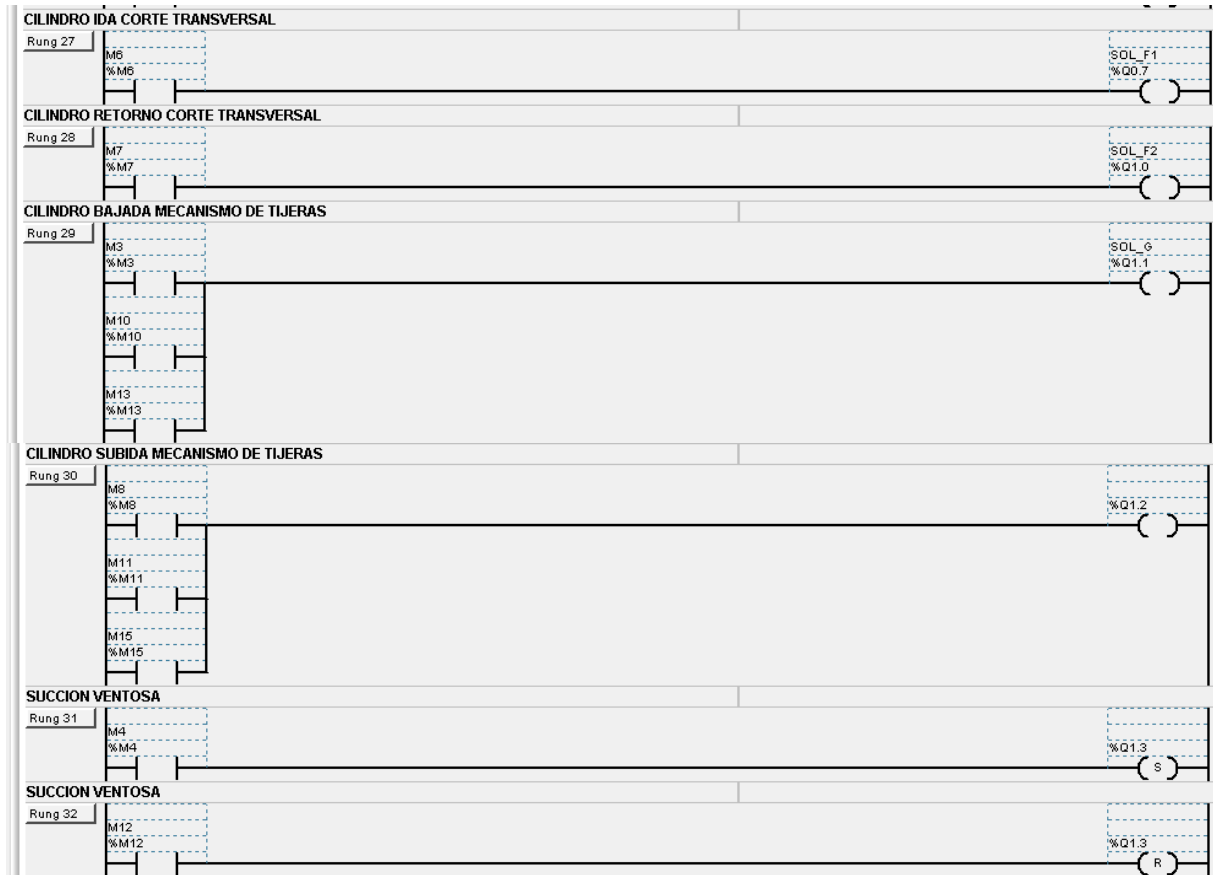 CILINDRO IDA CORTE TRANSVERSAL
Rung 27
M6
%M6
SOL_F1
%Q0.7
CILINDRO RETORNO CORTE TRANSVERSAL
Rung 28
M7
%M7
SOL_F2
%Q1.0
CILINDRO BAJADA MECANISMO DE TIJERAS
Rung 29
M3
%M3
SOL_G
%Q1.1
M10
%M10
M13
%M13
CILINDRO SUBIDA MECANISMO DE TIJERAS
Rung 30
M8
%M8
%Q1.2
M11
%M11
M15
%M15
SUCCION VENTOSA
Rung 31
M4
%M4
%Q1.3
S
SUCCION VENTOSA
Rung 32
M12
%M12
%Q1.3
R